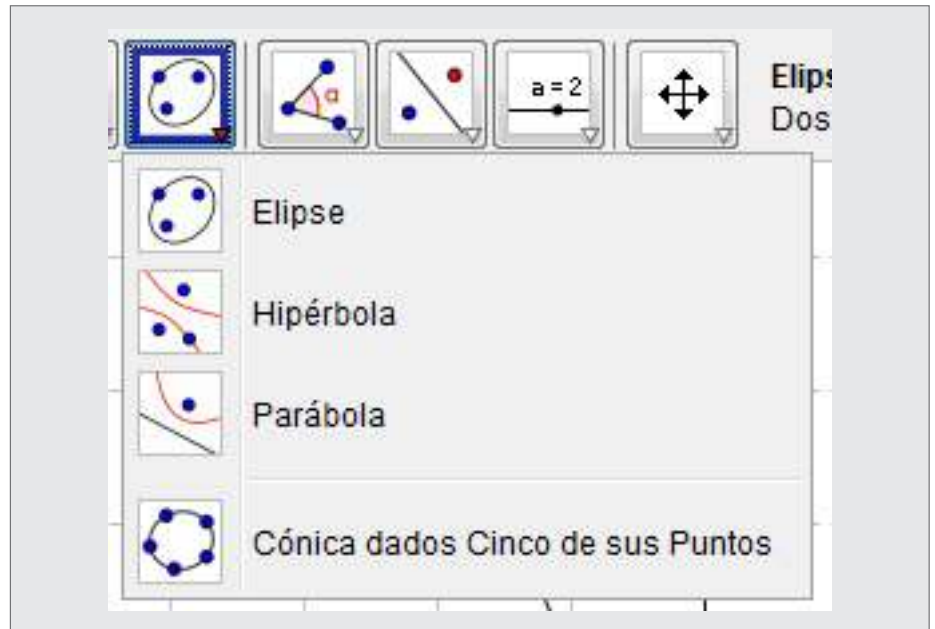 α
a = 2
Elips
Dos
Elipse
Hipérbola
Parábola
Cónica dados Cinco de sus Puntos